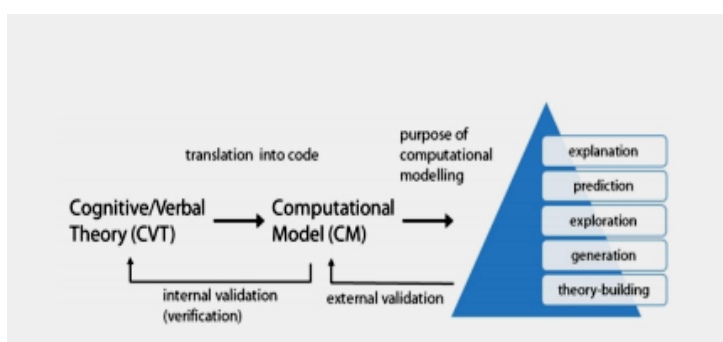 translation into code
purpose of
computational
modelling
Cognitive/Verbal
Theory (CVT)
Computational
Model (CM)
internal validation
(verification)
external validation
explanation
prediction
exploration
generation
theory-building